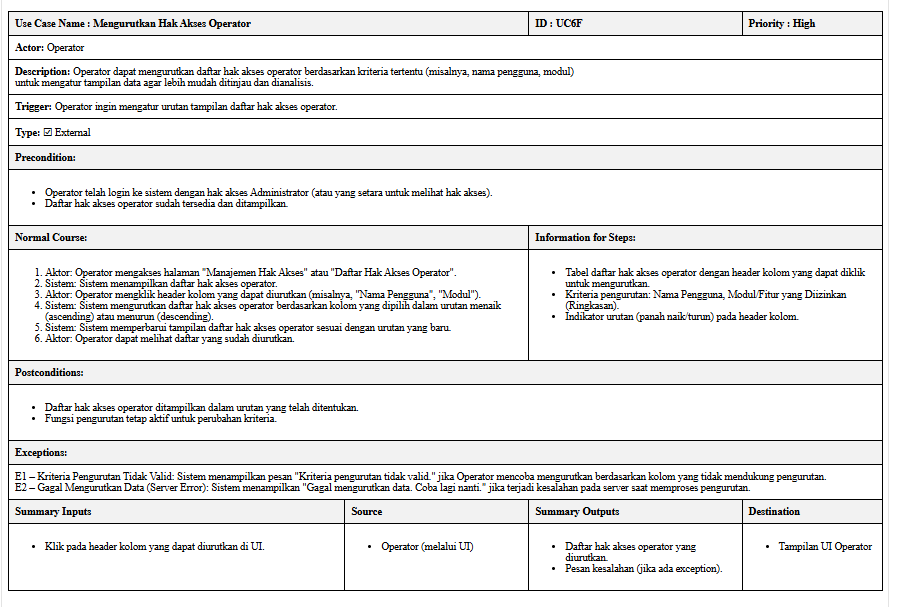 Use Case Name : Mengurutkan Hak Akses Operator
ID : UC6F
Priority : High
Actor: Operator
Description: Operator dapat mengurutkan daftar hak akses operator berdasarkan kriteria tertentu (misalnya, nama pengguna, modul)
untuk mengatur tampilan data agar lebih mudah ditinjau dan dianalisis.
Trigger: Operator ingin mengatur urutan tampilan daftar hak akses operator.
Type: ☑ External
Precondition:
• Operator telah login ke sistem dengan hak akses Administrator (atau yang setara untuk melihat hak akses).
• Daftar hak akses operator sudah tersedia dan ditampilkan.
Normal Course:
1. Aktor: Operator mengakses halaman "Manajemen Hak Akses" atau "Daftar Hak Akses Operator".
2. Sistem: Sistem menampilkan daftar hak akses operator.
3. Aktor: Operator mengklik header kolom yang dapat diurutkan (misalnya, "Nama Pengguna", "Modul").
4. Sistem: Sistem mengurutkan daftar hak akses operator berdasarkan kolom yang dipilih dalam urutan menaik
(ascending) atau menurun (descending).
5. Sistem: Sistem memperbarui tampilan daftar hak akses operator sesuai dengan urutan yang baru.
6. Aktor: Operator dapat melihat daftar yang sudah diurutkan.
Information for Steps:
• Tabel daftar hak akses operator dengan header kolom yang dapat diklik
untuk mengurutkan.
• Kriteria pengurutan: Nama Pengguna, Modul/Fitur yang Diizinkan
(Ringkasan).
• Indikator urutan (panah naik/turun) pada header kolom.
Postconditions:
• Daftar hak akses operator ditampilkan dalam urutan yang telah ditentukan.
• Fungsi pengurutan tetap aktif untuk perubahan kriteria.
Exceptions:
E1 – Kriteria Pengurutan Tidak Valid: Sistem menampilkan pesan "Kriteria pengurutan tidak valid." jika Operator mencoba mengurutkan berdasarkan kolom yang tidak mendukung pengurutan.
E2 – Gagal Mengurutkan Data (Server Error): Sistem menampilkan "Gagal mengurutkan data. Coba lagi nanti." jika terjadi kesalahan pada server saat memproses pengurutan.
Summary Inputs
Source
Summary Outputs
Destination
• Klik pada header kolom yang dapat diurutkan di UI.
• Operator (melalui UI)
• Daftar hak akses operator yang
diurutkan.
• Pesan kesalahan (jika ada exception).
• Tampilan UI Operator